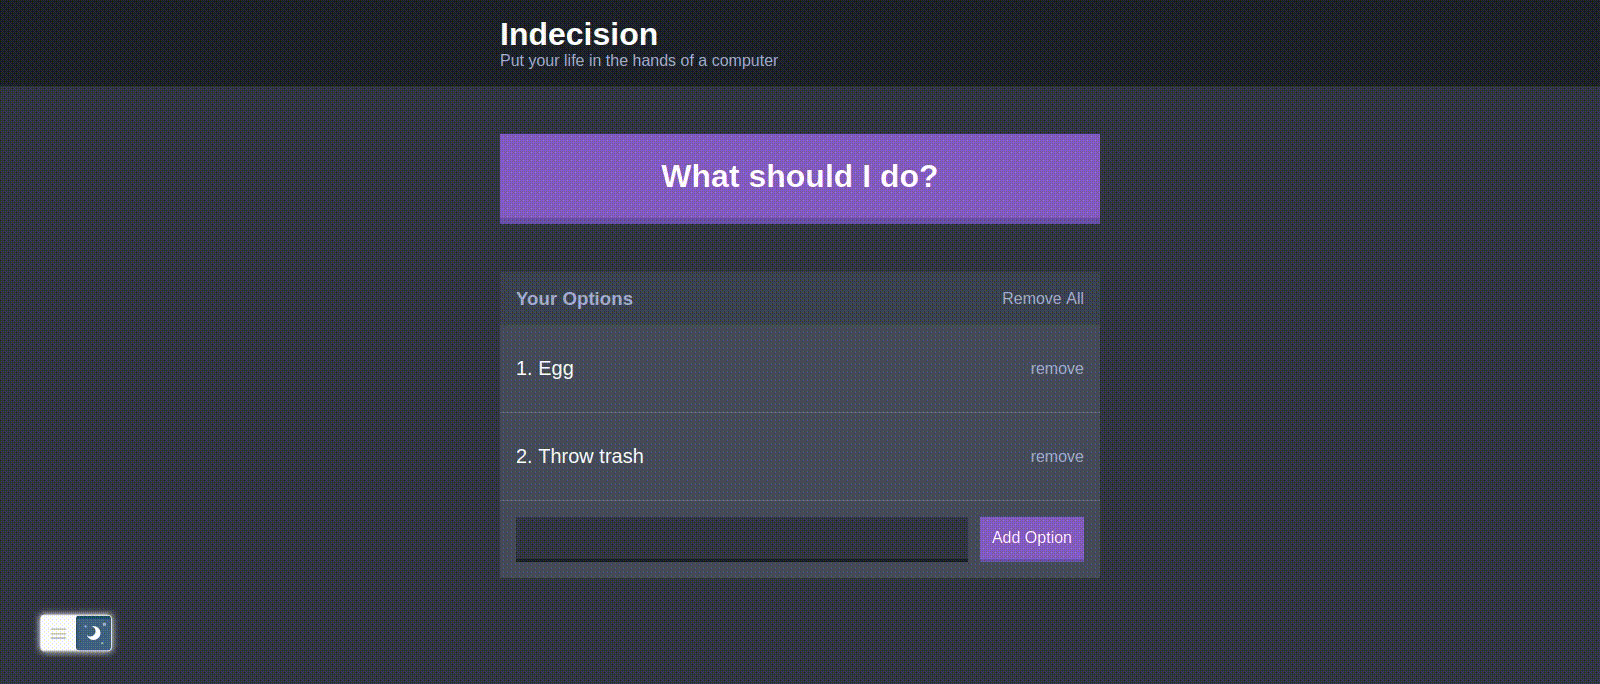 Indecision
Put your life in the hands of a computer
What should I do?
Your Options
Remove All
1. Egg
remove
2. Throw trash
remove
Add Option